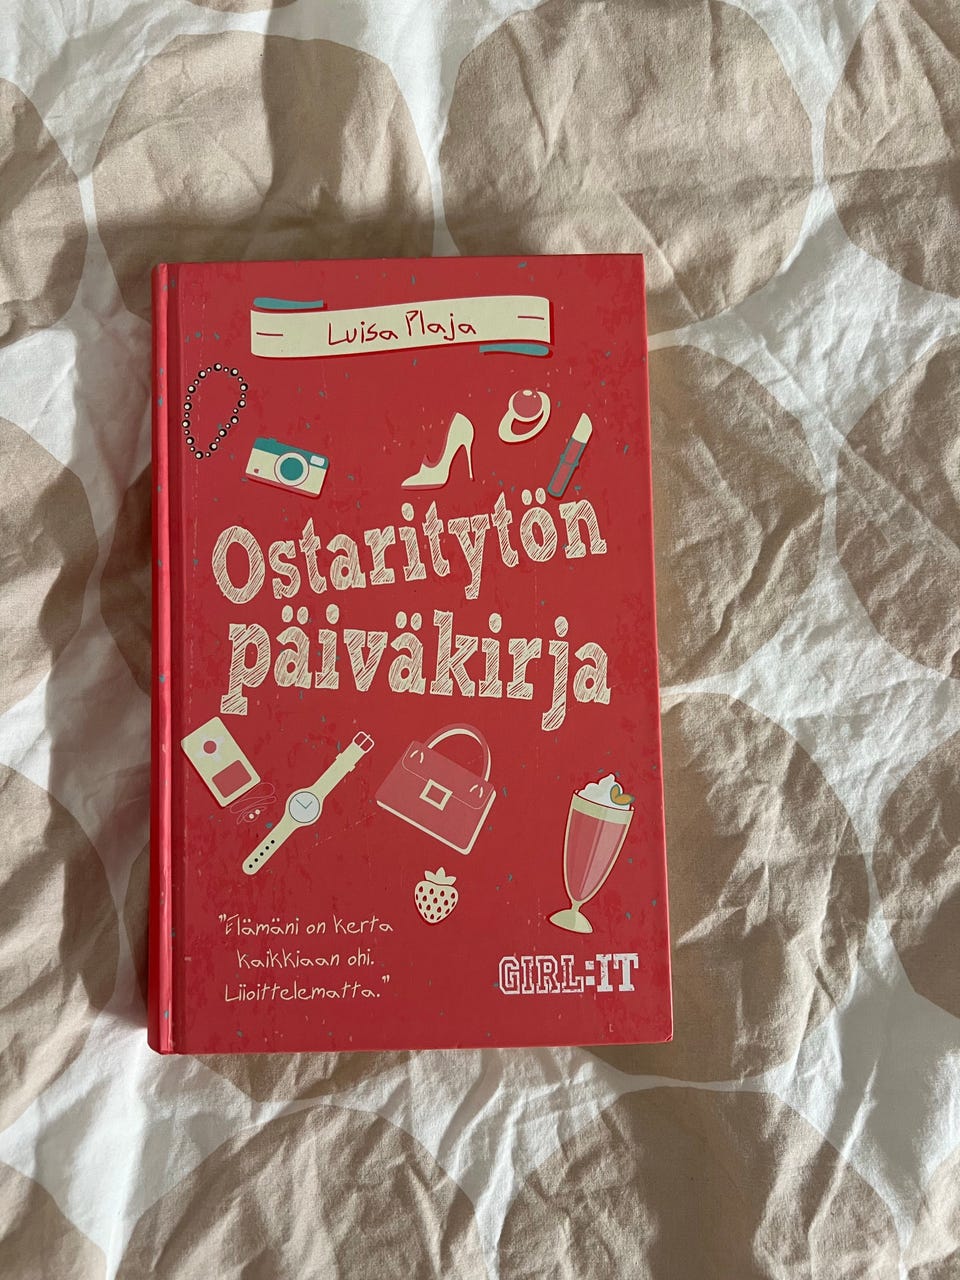 Luisa Plaja
Ostaritytön
päiväkirja
"Elämäni on kerta
kaikkiaan ohi.
Liioittelematta."
GIRL:IT